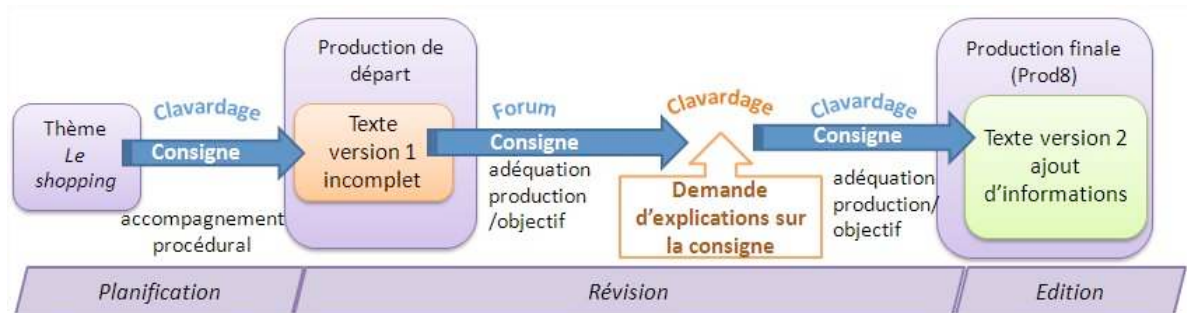 Thème
Le
shopping
Clavardage
Consigne
accompagnement
procédural
Production de
départ
Texte
version 1
incomplet
Forum
Consigne
adéquation
production
/objectif
Clavardage
Demande
d'explications sur
la consigne
Clavardage
Consigne
adéquation
production/
objectif
Production finale
(Prod8)
Texte version 2
ajout
d'informations
Planification
Révision
Edition